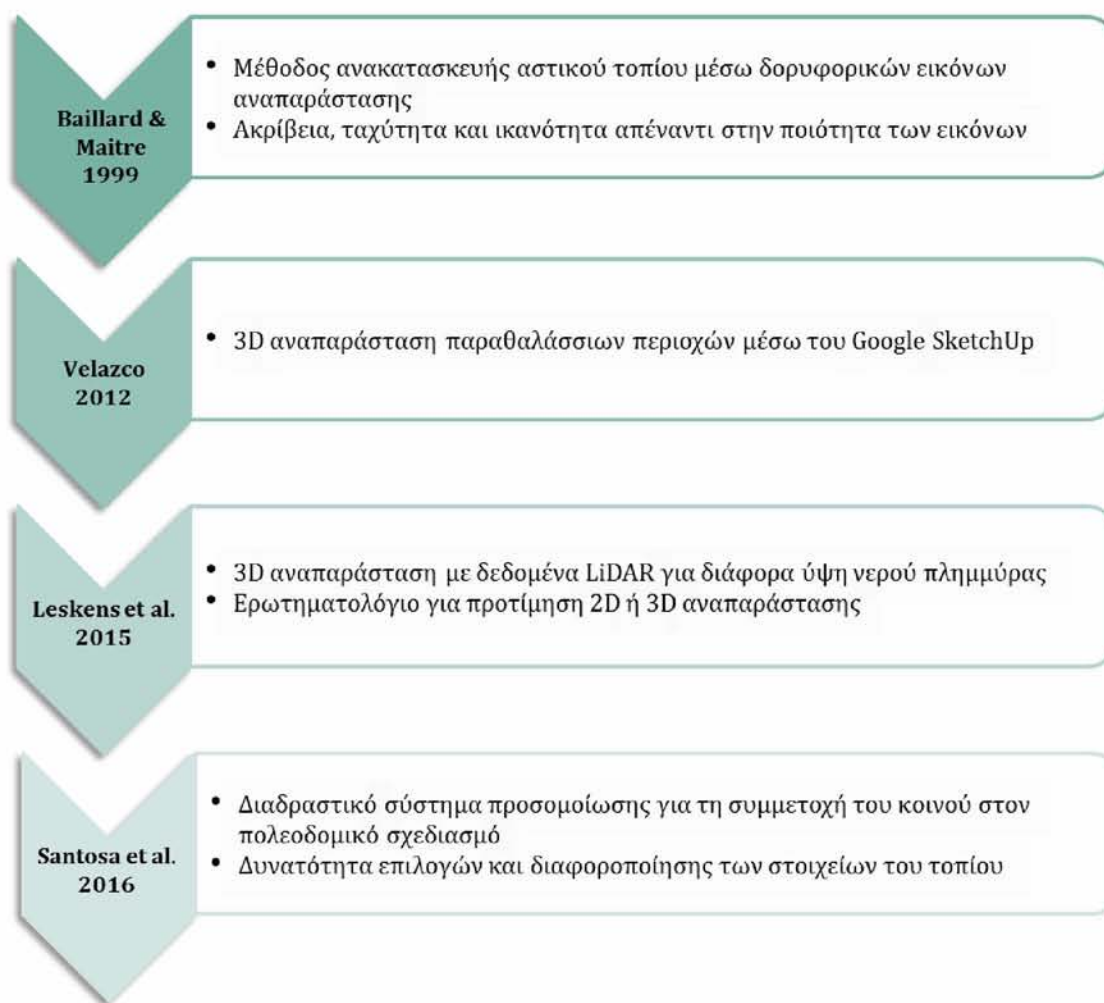 Baillard &
Maitre
1999
• Μέθοδος ανακατασκευής αστικού τοπίου μέσω δορυφορικών εικόνων
αναπαράστασης
• Ακρίβεια, ταχύτητα και ικανότητα απέναντι στην ποιότητα των εικόνων
Velazco
2012
• 3D αναπαράσταση παραθαλάσσιων περιοχών μέσω του Google SketchUp
Leskens et al.
2015
• 3D αναπαράσταση με δεδομένα LiDAR για διάφορα ύψη νερού πλημμύρας
• Ερωτηματολόγιο για προτίμηση 2D ή 3D αναπαράστασης
Santosa et al.
2016
• Διαδραστικό σύστημα προσομοίωσης για τη συμμετοχή του κοινού στον
πολεοδομικό σχεδιασμό
• Δυνατότητα επιλογών και διαφοροποίησης των στοιχείων του τοπίου